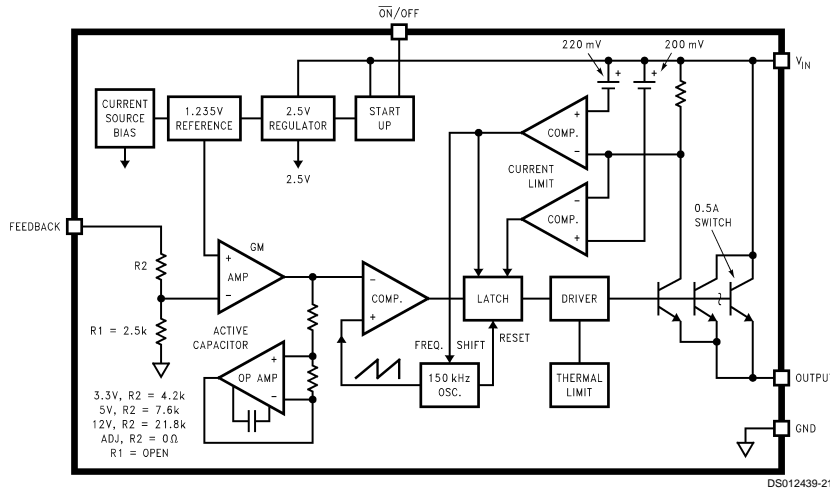 ON/OFF
220 mV
200 mV
V_IN
CURRENT
SOURCE
BIAS
1.235V
REFERENCE
2.5V
REGULATOR
START
UP
2.5V
+
+
+
COMP.
−
CURRENT
LIMIT
−
COMP.
+
0.5A
SWITCH
FEEDBACK
R2
R1 = 2.5k
GM
+
AMP
−
−
COMP.
+
LATCH
DRIVER
ACTIVE
CAPACITOR
+
OP AMP
−
FREQ. SHIFT
RESET
150 kHz
OSC.
THERMAL
LIMIT
OUTPUT
GND
3.3V, R2 = 4.2k
5V, R2 = 7.6k
12V, R2 = 21.8k
ADJ, R2 = 0Ω
R1 = OPEN
DS012439-21